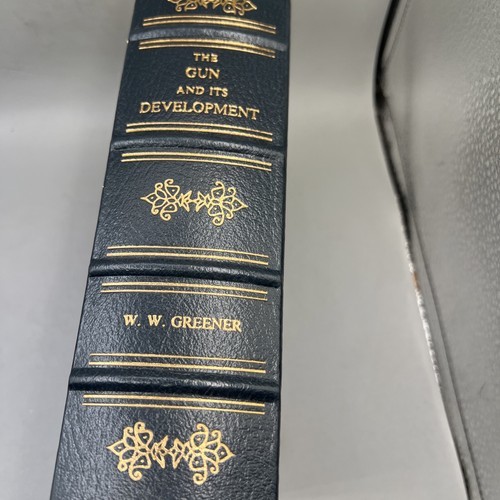 THE
GUN
AND ITS
DEVELOPMENT
W. W. GREENER